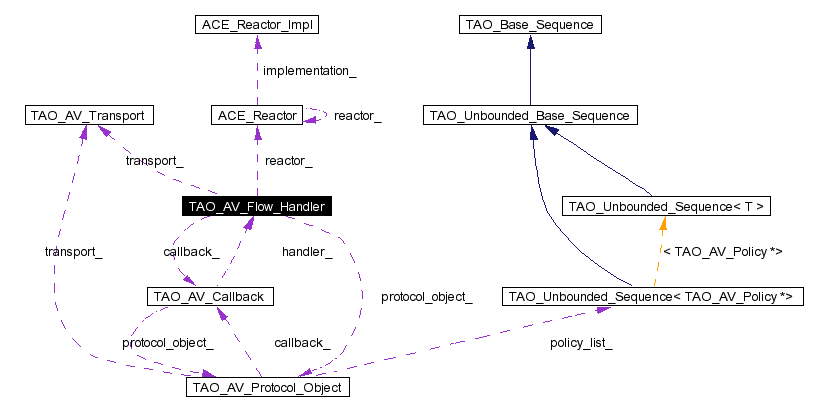 ACE_Reactor_Impl
TAO_Base_Sequence
implementation_
TAO_AV_Transport
ACE_Reactor
reactor_
TAO_Unbounded_Base_Sequence
transport_
reactor_
TAO_AV_Flow_Handler
TAO_Unbounded_Sequence< T >
transport_
callback_
handler_
< TAO_AV_Policy *>
TAO_AV_Callback
protocol_object_
TAO_Unbounded_Sequence< TAO_AV_Policy *>
protocol_object_
callback_
policy_list_
TAO_AV_Protocol_Object